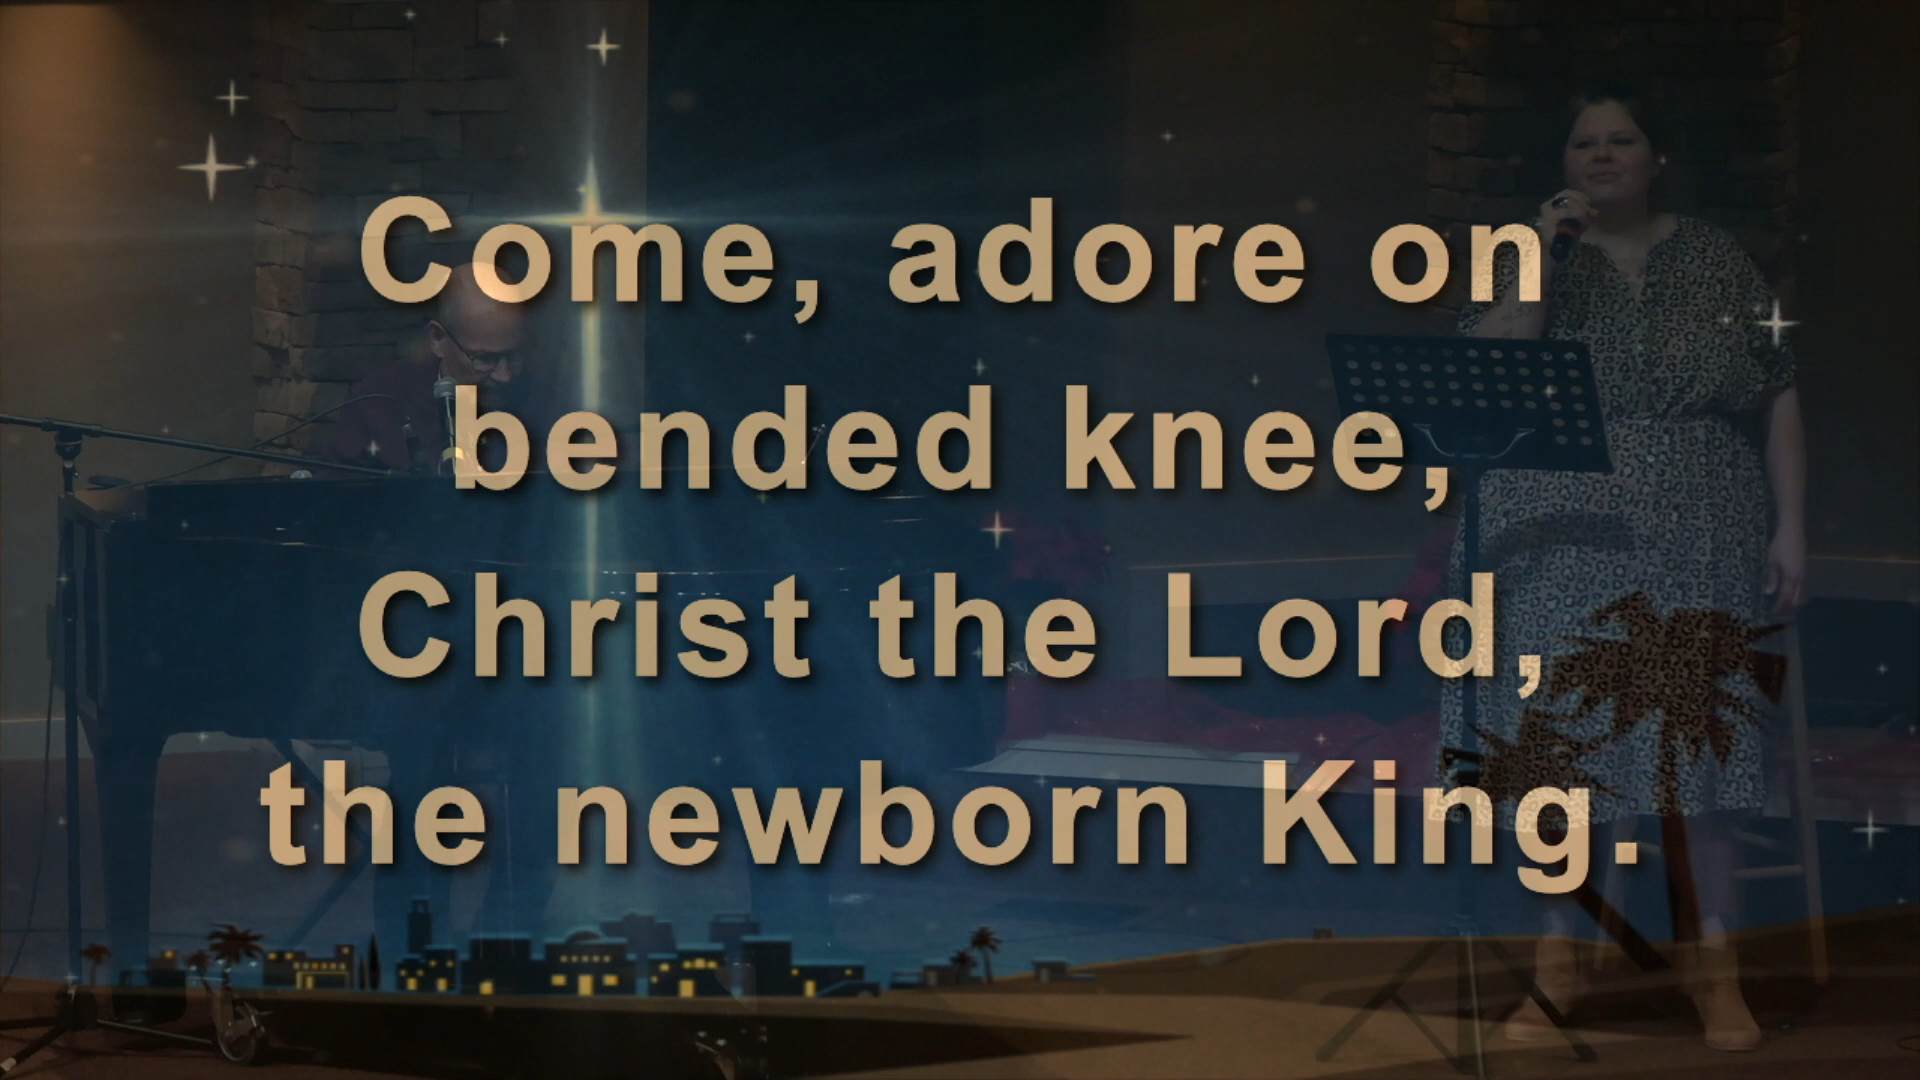 Come, adore on
bended knee,
Christ the Lord,
the newborn King.